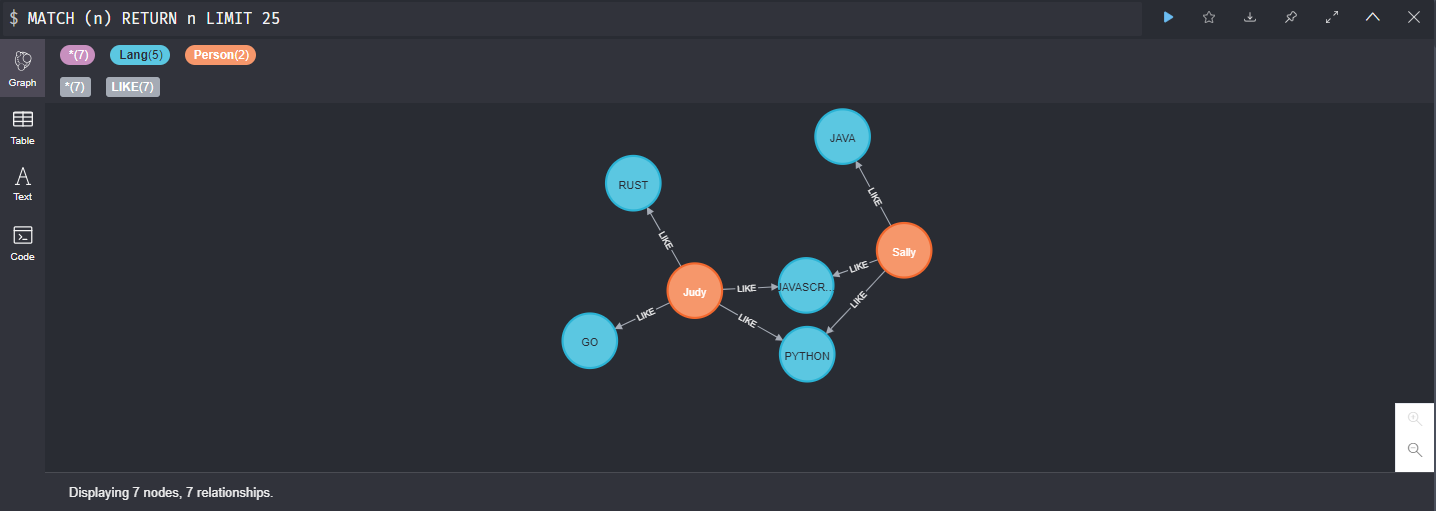 $ MATCH (n) RETURN n LIMIT 25
*(7) Lang(5) Person(2)
*(7) LIKE(7)
Graph
Table
Text
Code
JAVA
RUST
LIKE
LIKE
Sally
LIKE
Judy
LIKE
JAVASCR...
LIKE
LIKE
LIKE
GO
PYTHON
Displaying 7 nodes, 7 relationships.